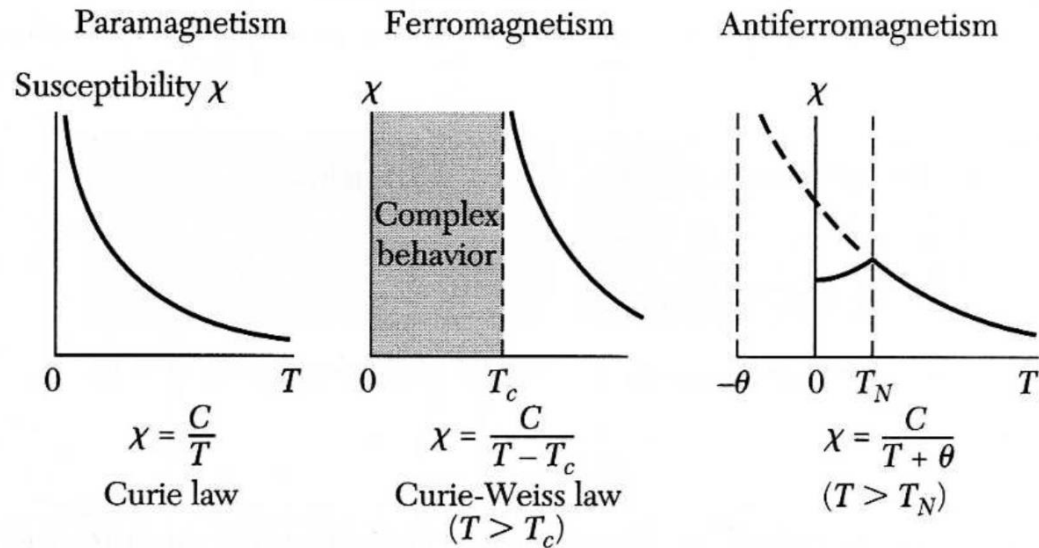 Paramagnetism
Susceptibility χ
0
T
χ = C/T
Curie law
Ferromagnetism
χ
Complex
behavior
0
T_c
χ = C/(T − T_c)
Curie-Weiss law
(T > T_c)
Antiferromagnetism
χ
−θ
0
T_N
T
χ = C/(T + θ)
(T > T_N)